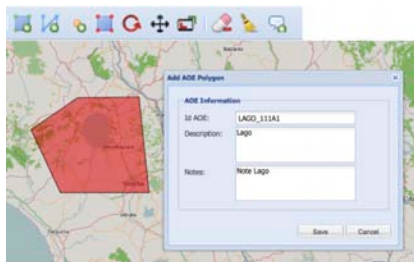 Add AOE Polygon
AOE Information
Id AOE: LAGO_111A1
Description: Lago
Notes: Note Lago
Save Cancel